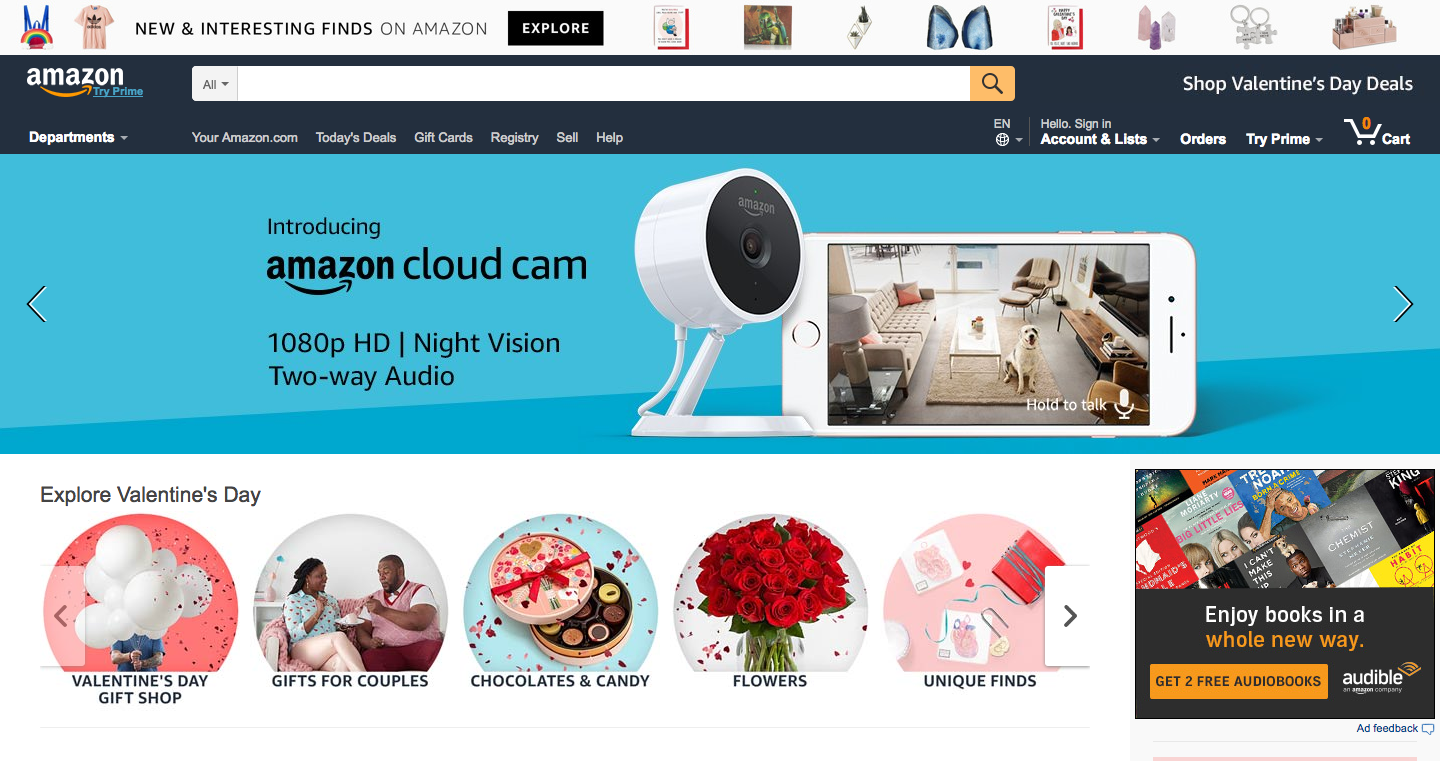 NEW & INTERESTING FINDS ON AMAZON
EXPLORE
amazon
Try Prime
All
Shop Valentine's Day Deals
Departments
Your Amazon.com
Today's Deals
Gift Cards
Registry
Sell
Help
EN
Hello. Sign in
Account & Lists
Orders
Try Prime
0
Cart
Introducing
amazon cloud cam
1080p HD | Night Vision
Two-way Audio
amazon
Hold to talk
Explore Valentine's Day
VALENTINE'S DAY
GIFT SHOP
GIFTS FOR COUPLES
CHOCOLATES & CANDY
FLOWERS
UNIQUE FINDS
LIANE
MORIARTY
BIG LITTLE LIES
BORN A CRIME
KING
I CAN'T
MAKE
THIS
UP
CHEMIST
HABIT
Enjoy books in a
whole new way.
GET 2 FREE AUDIOBOOKS
audible
an amazon company
Ad feedback